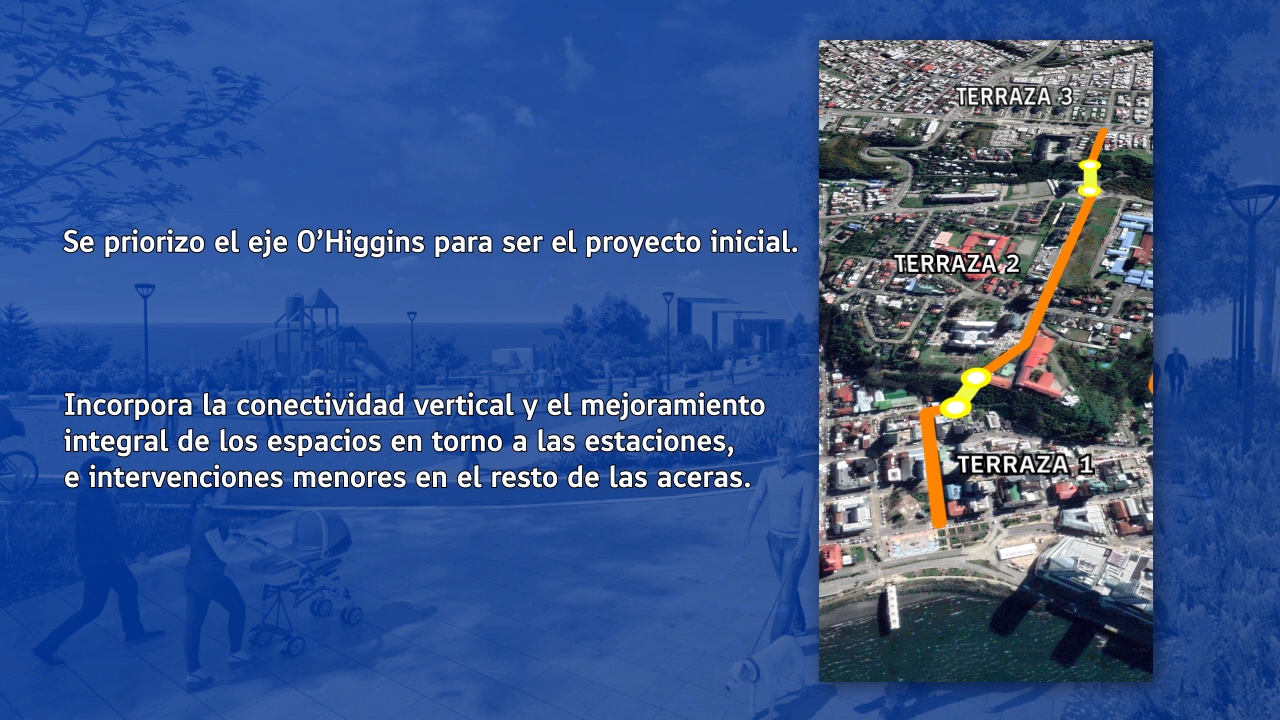 Se priorizo el eje O’Higgins para ser el proyecto inicial.
Incorpora la conectividad vertical y el mejoramiento
integral de los espacios en torno a las estaciones,
e intervenciones menores en el resto de las aceras.
TERRAZA 3
TERRAZA 2
TERRAZA 1